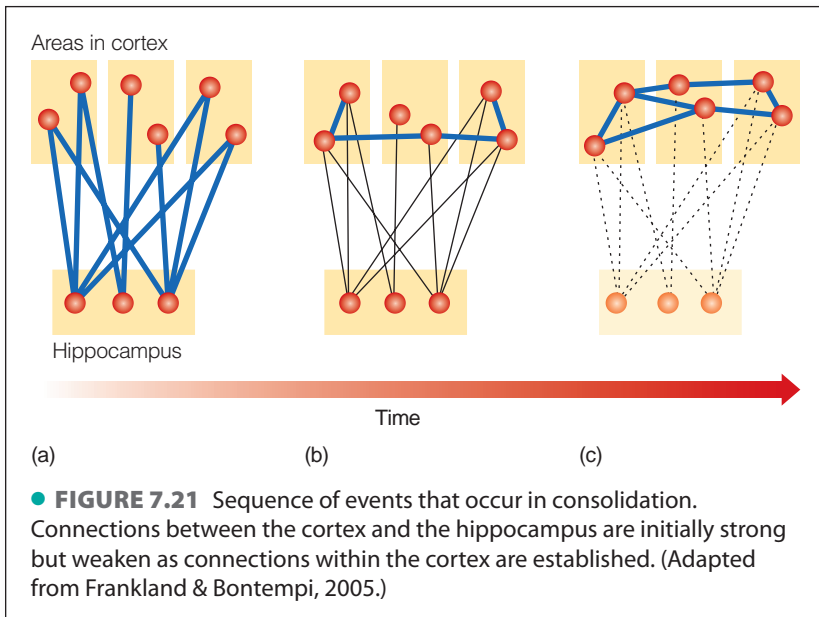 Areas in cortex
Hippocampus
Time
(a) (b) (c)
● FIGURE 7.21 Sequence of events that occur in consolidation.
Connections between the cortex and the hippocampus are initially strong
but weaken as connections within the cortex are established. (Adapted
from Frankland & Bontempi, 2005.)